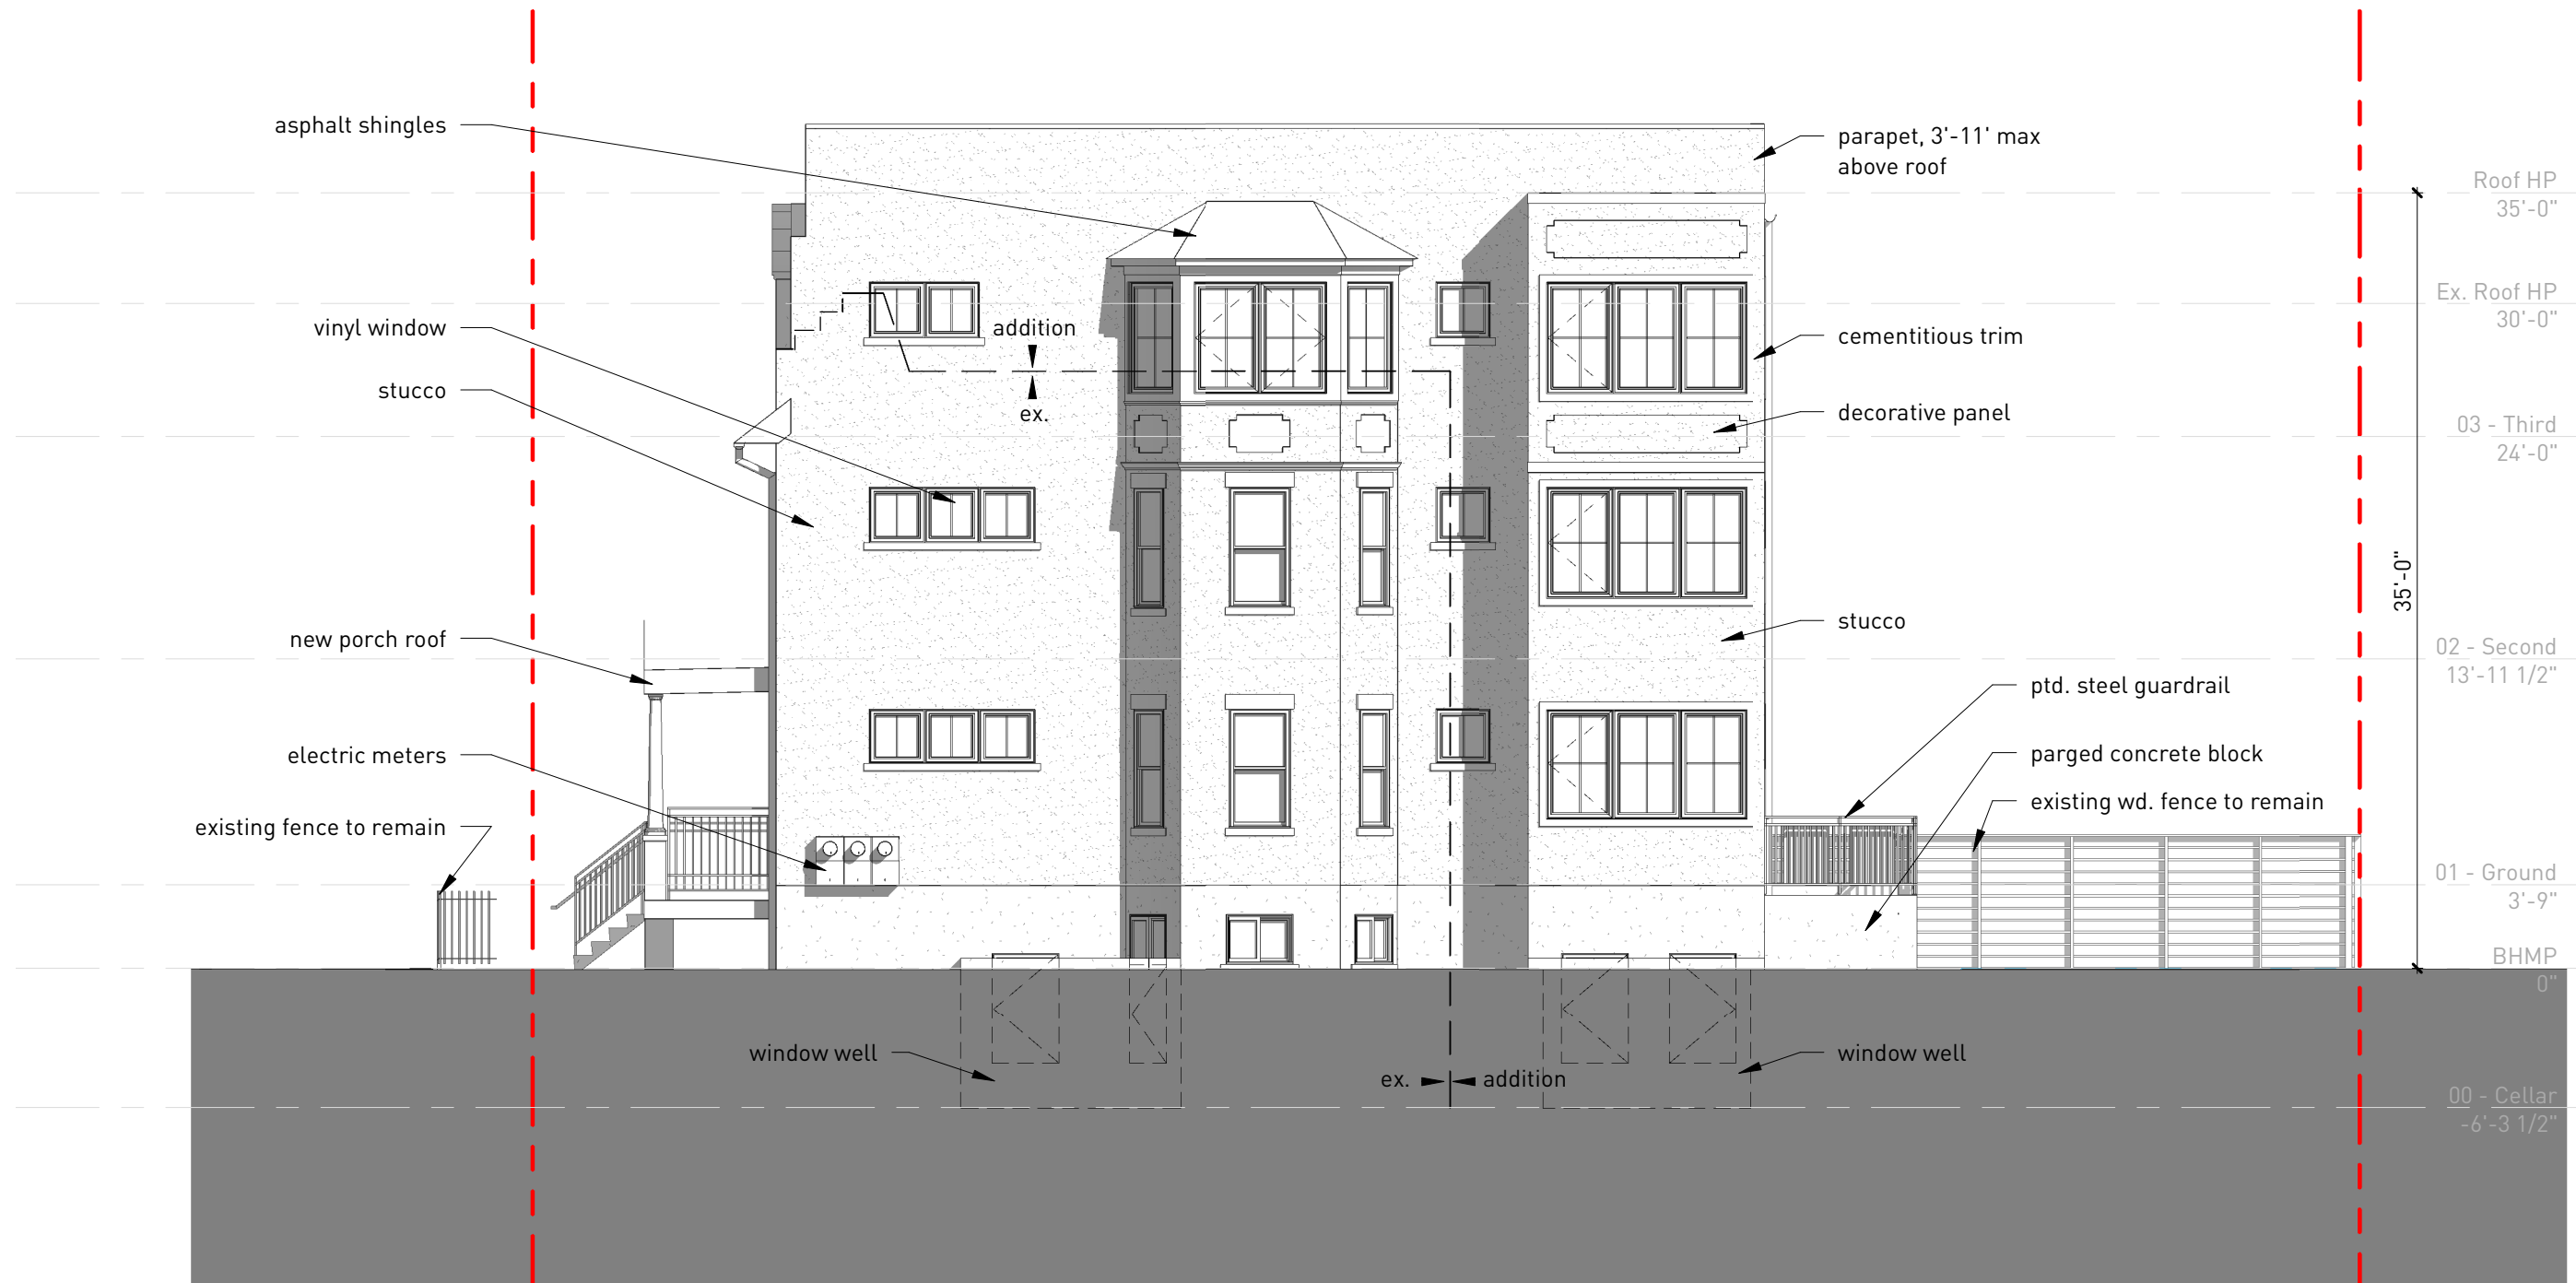 asphalt shingles
parapet, 3'-11' max
above roof
Roof HP
35'-0"
Ex. Roof HP
30'-0"
vinyl window
addition
cementitious trim
stucco
ex.
decorative panel
03 - Third
24'-0"
35'-0"
new porch roof
stucco
02 - Second
13'-11 1/2"
ptd. steel guardrail
electric meters
parged concrete block
existing fence to remain
existing wd. fence to remain
01 - Ground
3'-9"
BHMP
0"
window well
window well
ex.
addition
00 - Cellar
-6'-3 1/2"